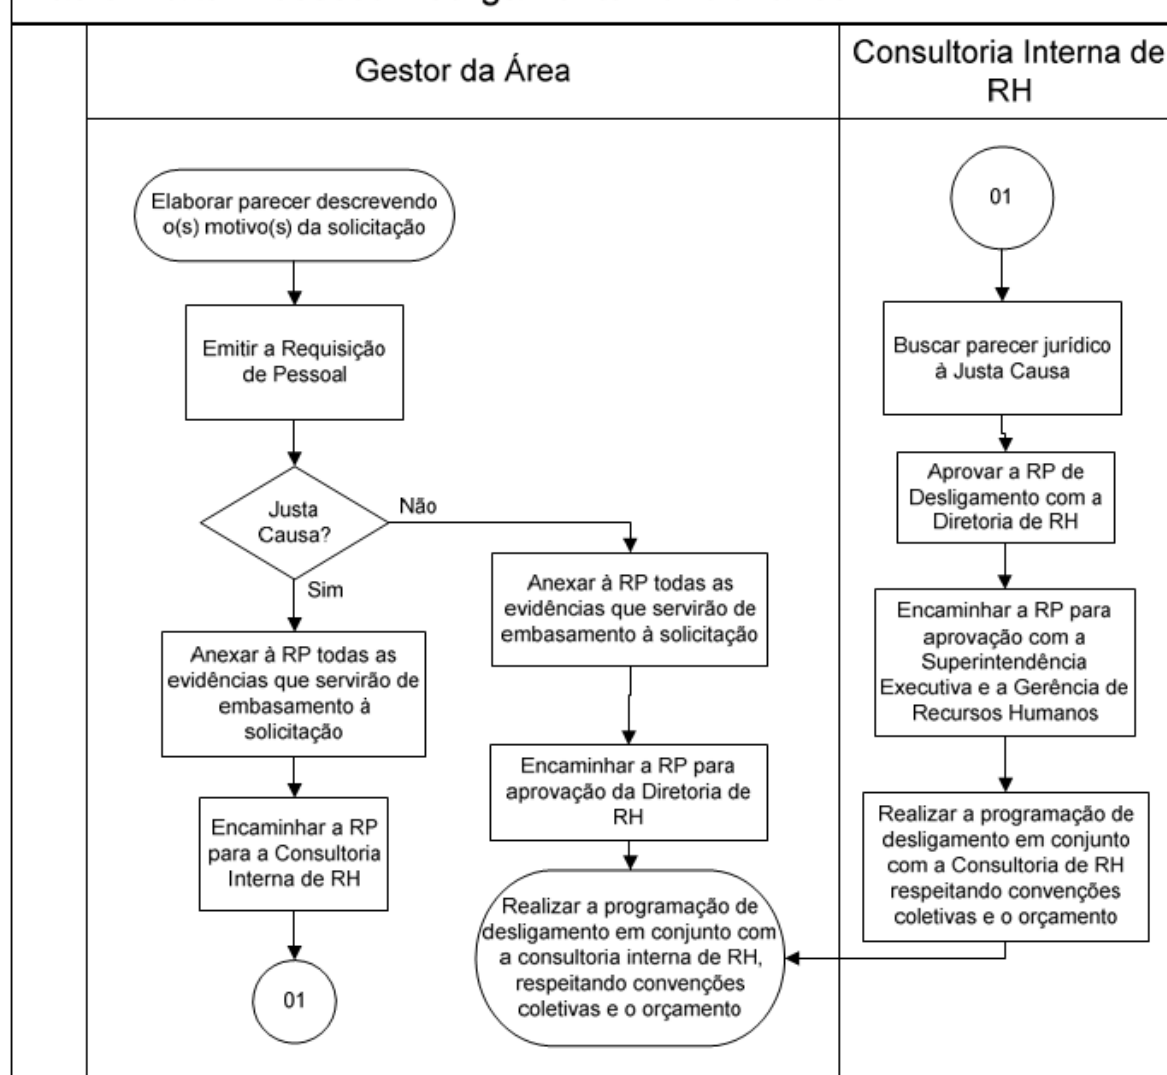 Gestor da Área
Consultoria Interna de
RH
Elaborar parecer descrevendo
o(s) motivo(s) da solicitação
Emitir a Requisição
de Pessoal
Justa
Causa?
Não
Sim
Anexar à RP todas as
evidências que servirão de
embasamento à
solicitação
Encaminhar a RP
para a Consultoria
Interna de RH
01
Anexar à RP todas as
evidências que servirão de
embasamento à solicitação
Encaminhar a RP para
aprovação da Diretoria de
RH
Realizar a programação de
desligamento em conjunto com
a consultoria interna de RH,
respeitando convenções
coletivas e o orçamento
01
Buscar parecer jurídico
à Justa Causa
Aprovar a RP de
Desligamento com a
Diretoria de RH
Encaminhar a RP para
aprovação com a
Superintendência
Executiva e a Gerência de
Recursos Humanos
Realizar a programação de
desligamento em conjunto
com a Consultoria de RH
respeitando convenções
coletivas e o orçamento